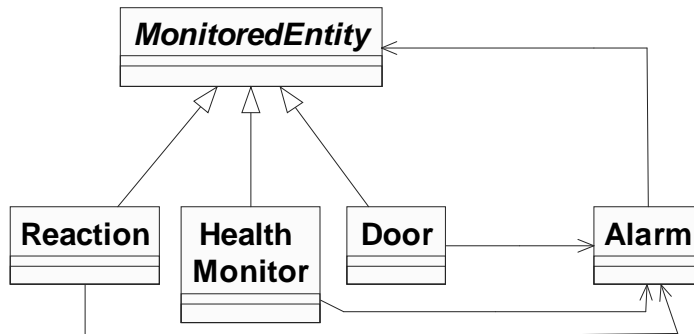 MonitoredEntity
Reaction
Health
Monitor
Door
Alarm